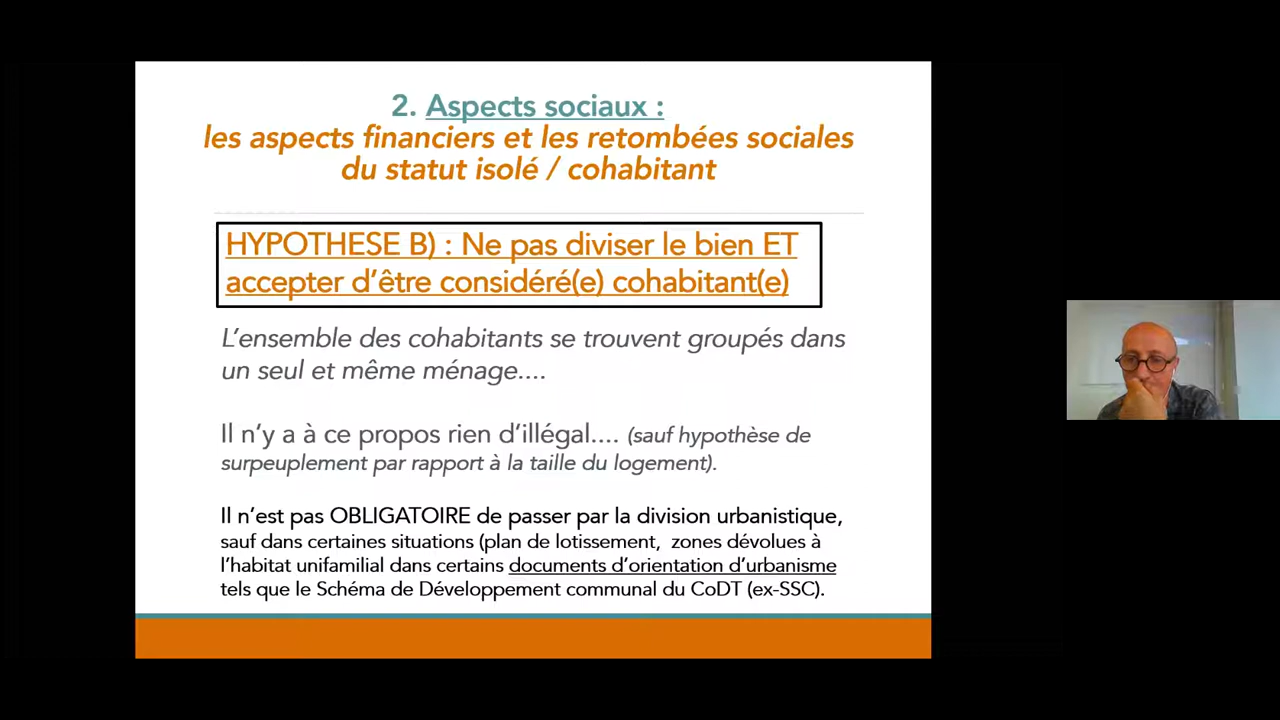 2. Aspects sociaux :
les aspects financiers et les retombées sociales
du statut isolé / cohabitant
HYPOTHESE B) : Ne pas diviser le bien ET
accepter d’être considéré(e) cohabitant(e)
L’ensemble des cohabitants se trouvent groupés dans
un seul et même ménage....
Il n’y a à ce propos rien d’illégal.... (sauf hypothèse de
surpeuplement par rapport à la taille du logement).
Il n’est pas OBLIGATOIRE de passer par la division urbanistique,
sauf dans certaines situations (plan de lotissement, zones dévolues à
l’habitat unifamilial dans certains documents d’orientation d’urbanisme
tels que le Schéma de Développement communal du CoDT (ex-SSC).